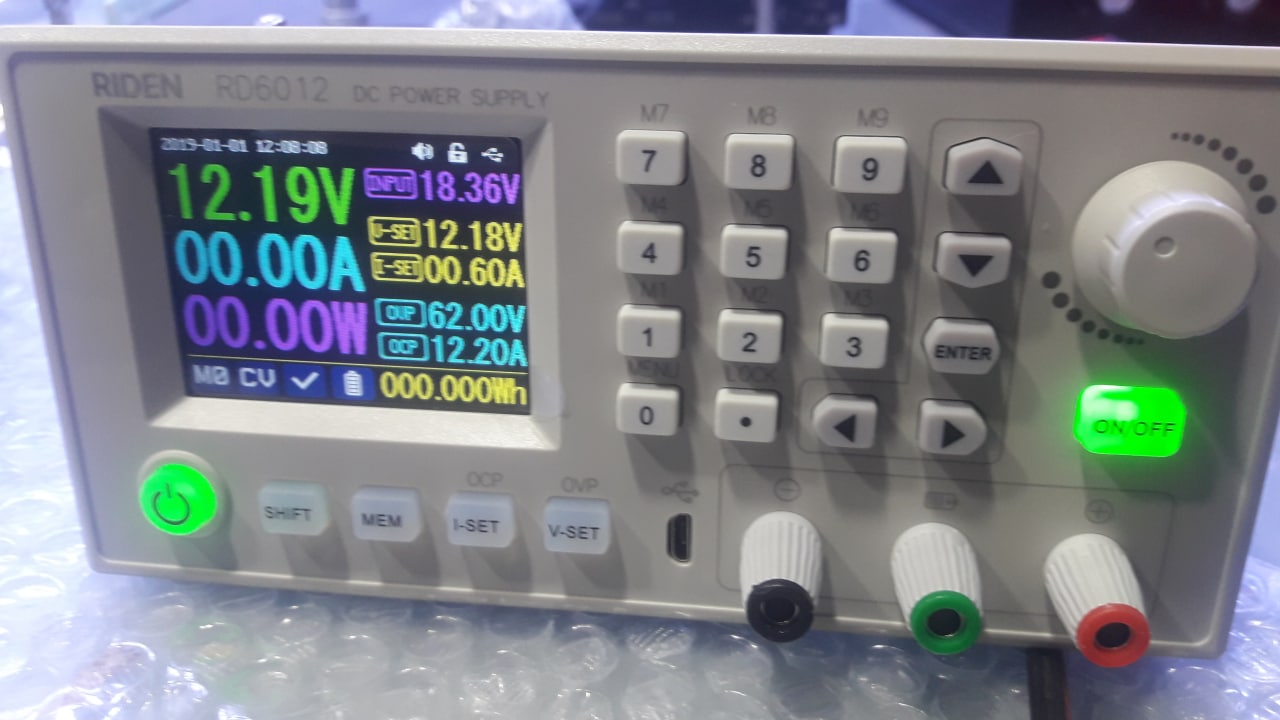 RIDEN RD6012 DC POWER SUPPLY
2019-01-01 12:08:08
12.19V
INPUT 18.36V
V-SET 12.18V
00.00A
I-SET 00.60A
00.00W
OVP 62.00V
OCP 12.20A
M0 CV 000.000Wh
M7 M8 M9
7 8 9
M4 M5 M6
4 5 6
M1 M2 M3
1 2 3
ENTER
MENU LOCK
0 .
ON/OFF
SHIFT
MEM
OCP
I-SET
OVP
V-SET